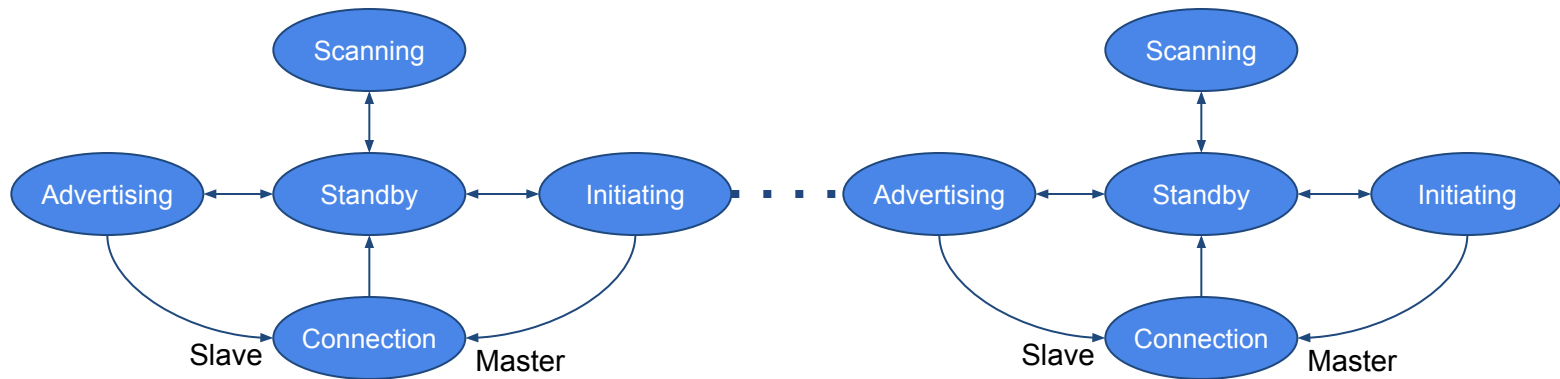 Scanning
Scanning
Advertising
Standby
Initiating
Advertising
Standby
Initiating
Connection
Connection
Slave
Master
Slave
Master